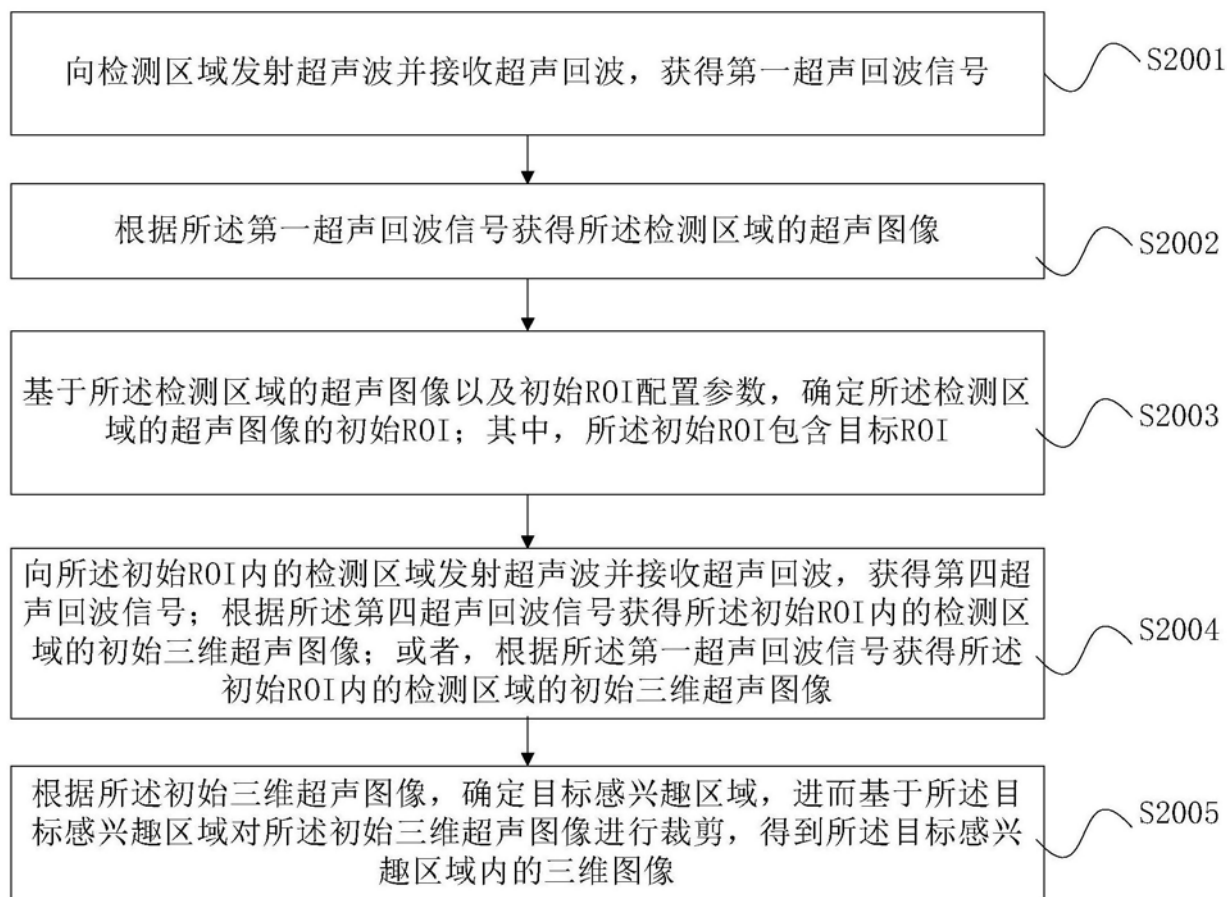 向检测区域发射超声波并接收超声回波，获得第一超声回波信号
S2001
根据所述第一超声回波信号获得所述检测区域的超声图像
S2002
基于所述检测区域的超声图像以及初始ROI配置参数，确定所述检测区
域的超声图像的初始ROI；其中，所述初始ROI包含目标ROI
S2003
向所述初始ROI内的检测区域发射超声波并接收超声回波，获得第四超
声回波信号；根据所述第四超声回波信号获得所述初始ROI内的检测区
域的初始三维超声图像；或者，根据所述第一超声回波信号获得所述
初始ROI内的检测区域的初始三维超声图像
S2004
根据所述初始三维超声图像，确定目标感兴趣区域，进而基于所述目
标感兴趣区域对所述初始三维超声图像进行裁剪，得到所述目标感兴
趣区域内的三维图像
S2005